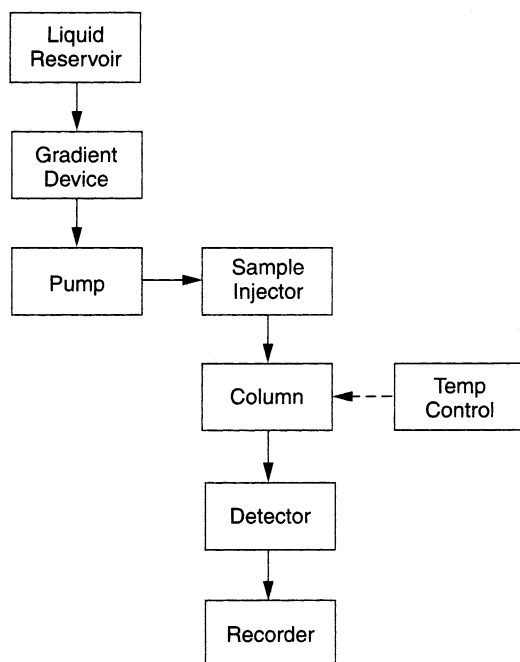 Liquid
Reservoir
Gradient
Device
Pump
Sample
Injector
Column
Temp
Control
Detector
Recorder